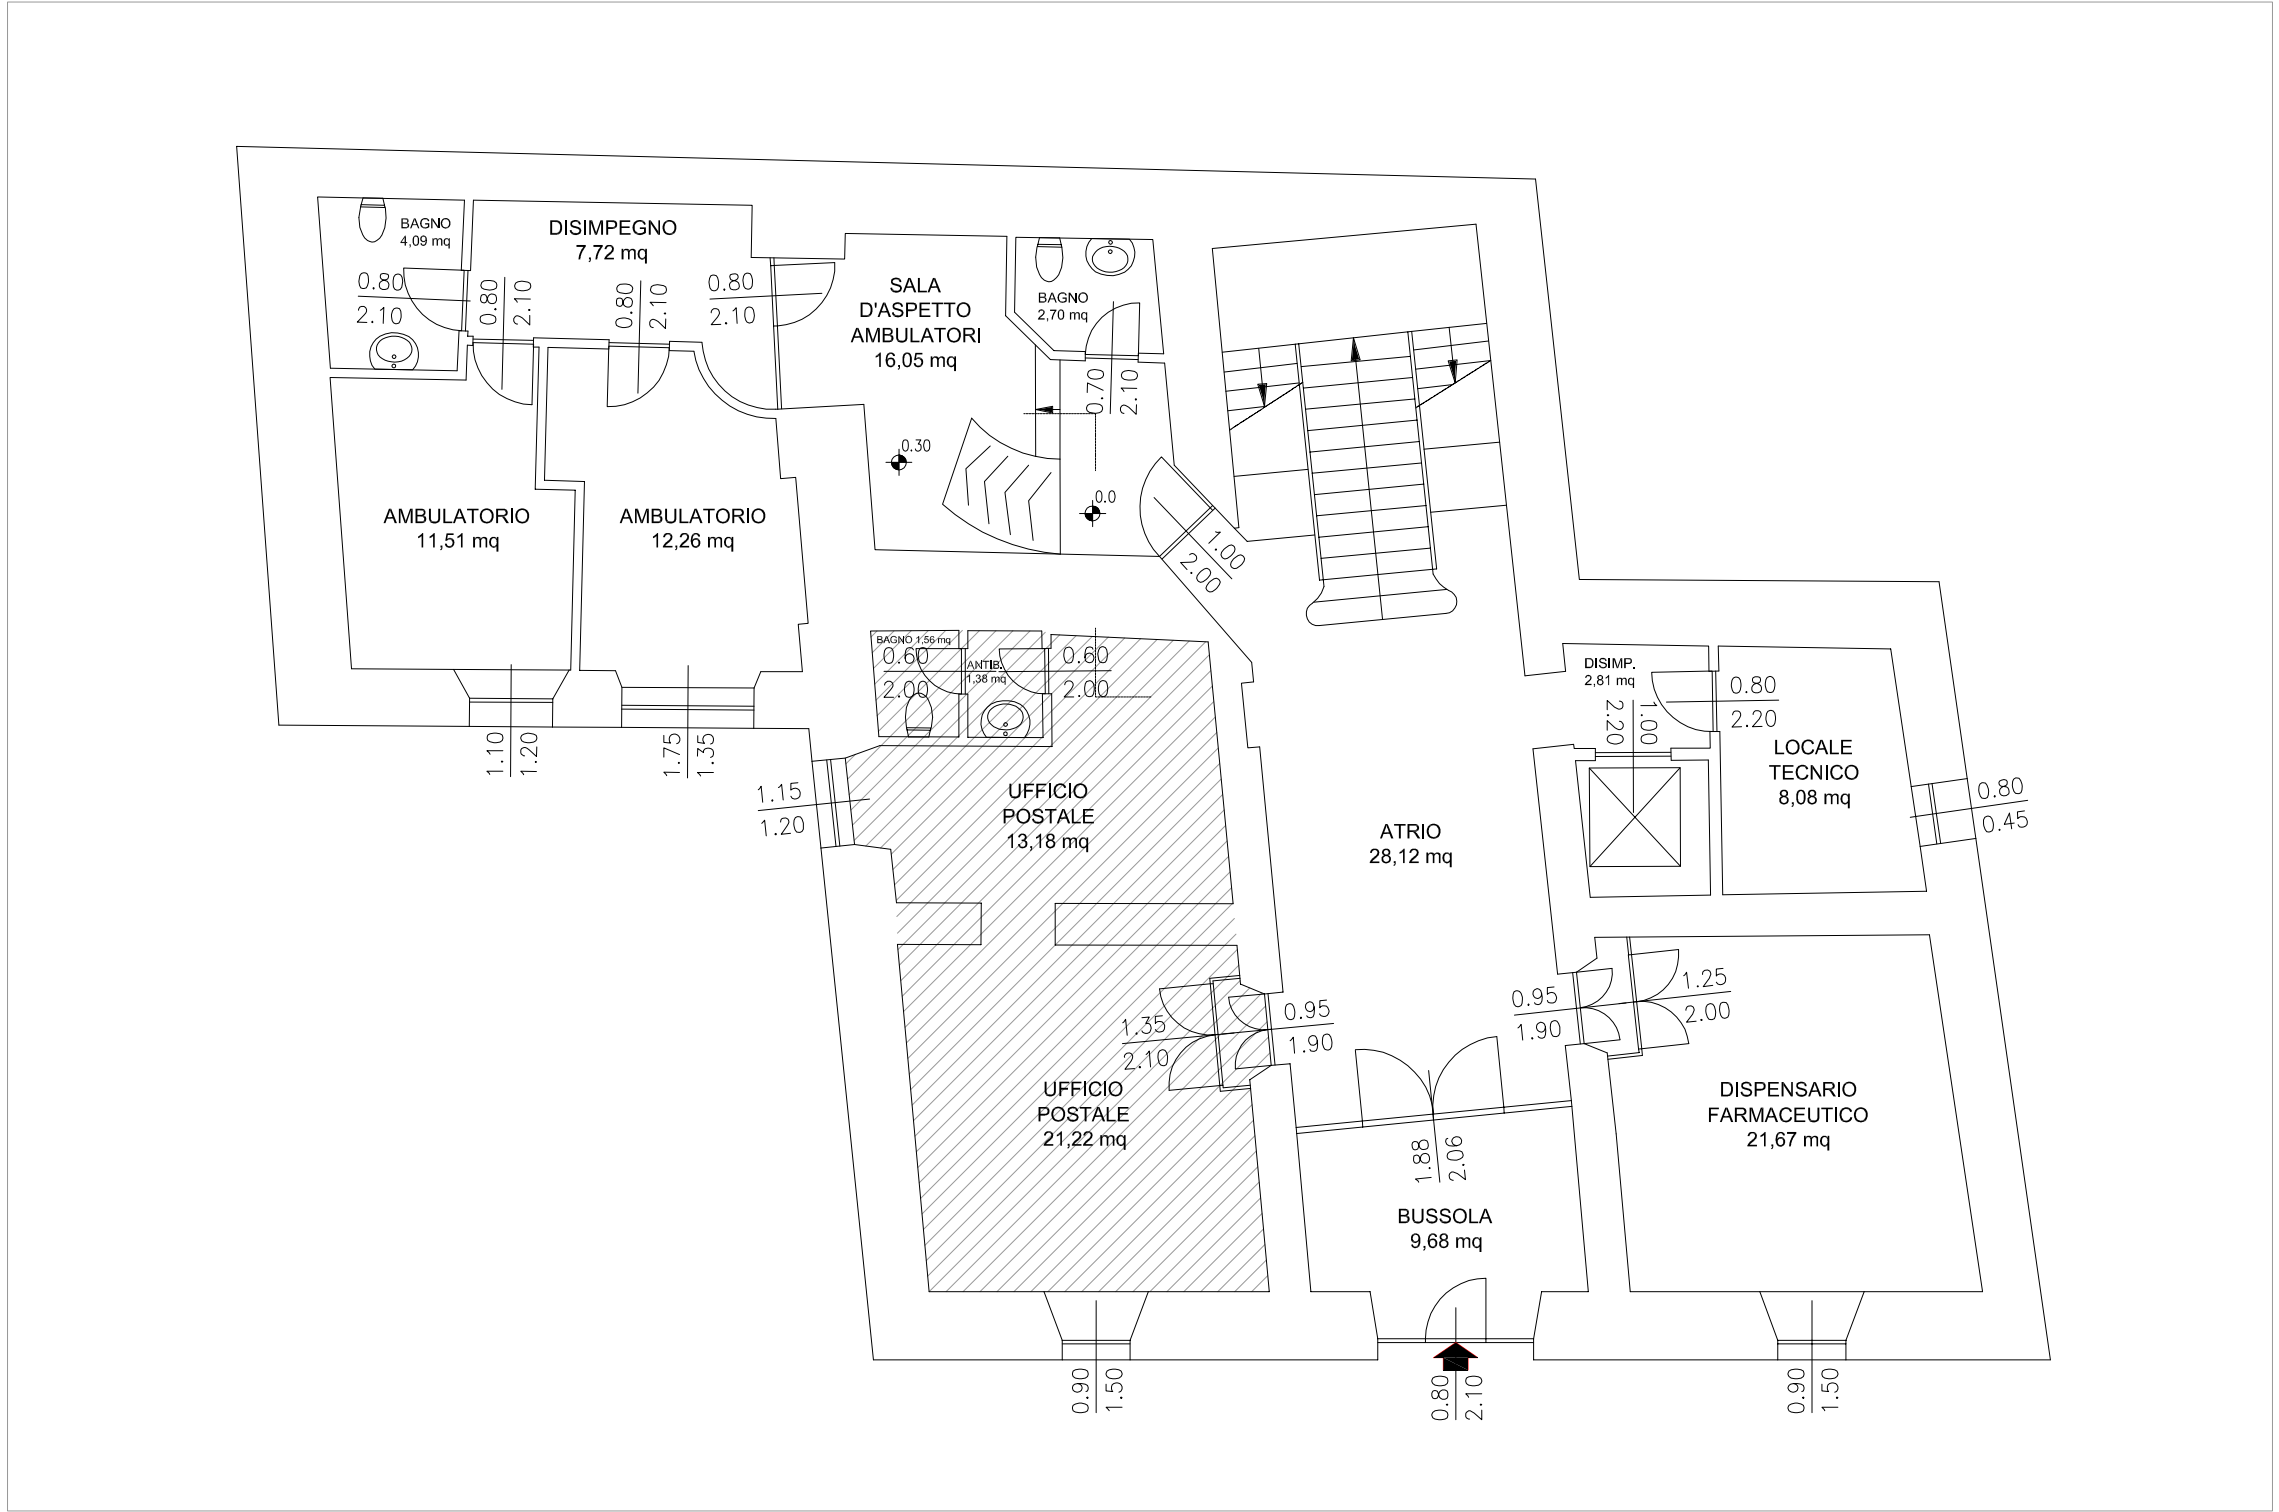 BAGNO
4,09 mq
DISIMPEGNO
7,72 mq
0.80
2.10
0.80
2.10
0.80
2.10
0.80
2.10
SALA
D'ASPETTO
AMBULATORI
16,05 mq
BAGNO
2,70 mq
0.70
2.10
0.30
0.0
AMBULATORIO
11,51 mq
AMBULATORIO
12,26 mq
1.00
2.00
BAGNO 1,56 mq
0.60
2.00
ANTIB.
1,38 mq
0.60
2.00
DISIMP.
2,81 mq
1.00
2.20
0.80
2.20
LOCALE
TECNICO
8,08 mq
0.80
0.45
1.10
1.20
1.75
1.35
1.15
1.20
UFFICIO
POSTALE
13,18 mq
ATRIO
28,12 mq
1.35
2.10
0.95
1.90
0.95
1.90
1.25
2.00
UFFICIO
POSTALE
21,22 mq
DISPENSARIO
FARMACEUTICO
21,67 mq
1.88
2.06
BUSSOLA
9,68 mq
0.90
1.50
0.80
2.10
0.90
1.50